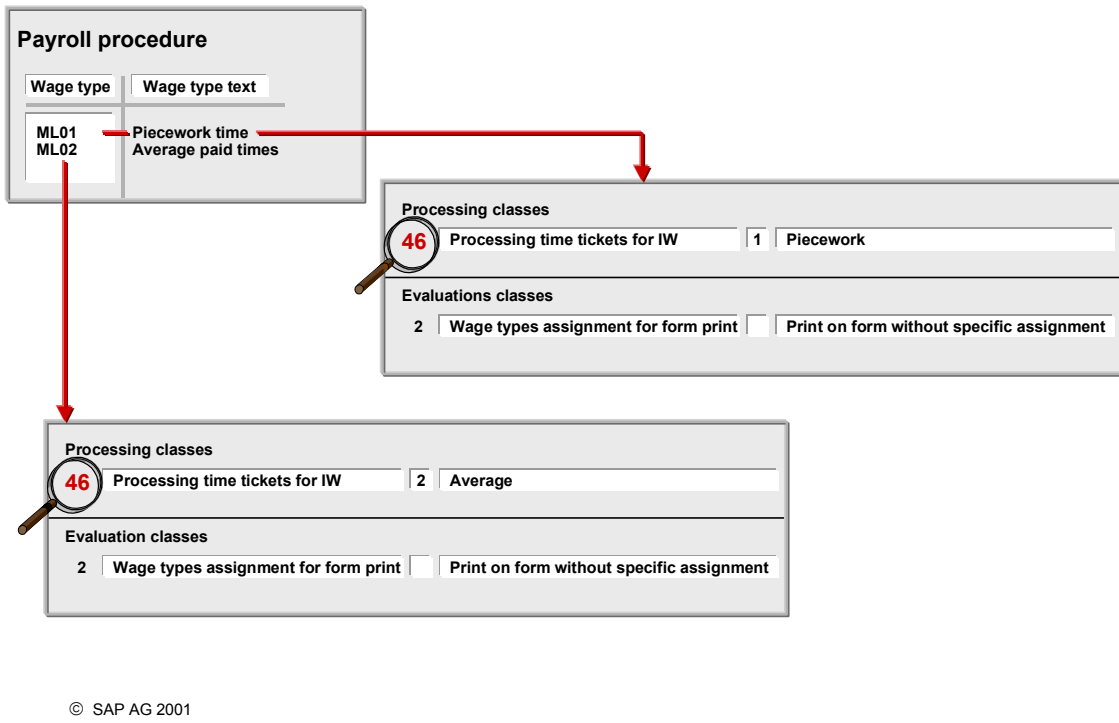 Payroll procedure
Wage type Wage type text
ML01 Piecework time
ML02 Average paid times
Processing classes
46 Processing time tickets for IW 1 Piecework
Evaluations classes
2 Wage types assignment for form print Print on form without specific assignment
Processing classes
46 Processing time tickets for IW 2 Average
Evaluation classes
2 Wage types assignment for form print Print on form without specific assignment
© SAP AG 2001